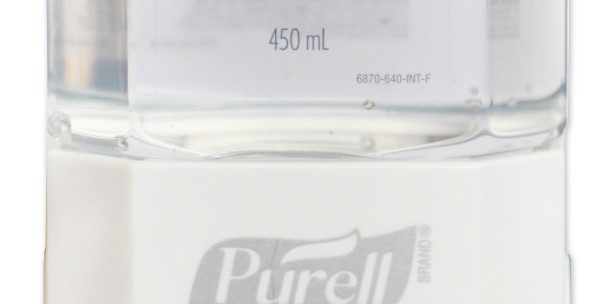 450 mL
6870-640-INT-F
Purell
BRAND®